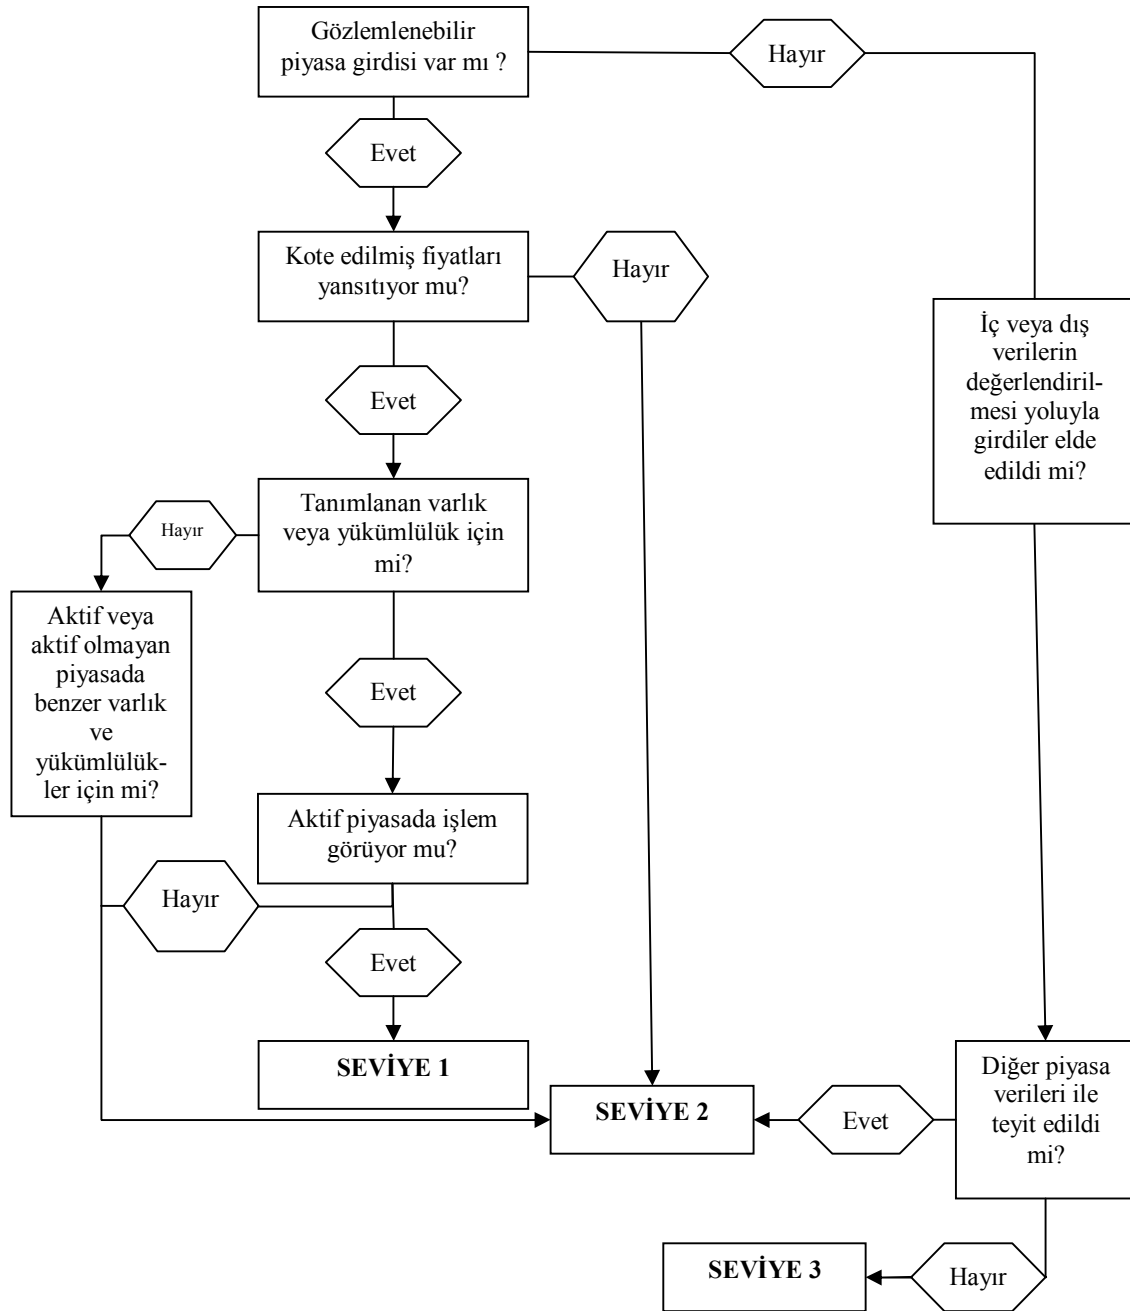 Gözlemlenebilir
piyasa girdisi var mı ?
Hayır
Evet
Kote edilmiş fiyatları
yansıtıyor mu?
Hayır
İç veya dış
verilerin
değerlendiril-
mesi yoluyla
girdiler elde
edildi mi?
Evet
Tanımlanan varlık
veya yükümlülük için
mi?
Hayır
Aktif veya
aktif olmayan
piyasada
benzer varlık
ve
yükümlülük-
ler için mi?
Evet
Aktif piyasada işlem
görüyor mu?
Hayır
Evet
SEVİYE 1
SEVİYE 2
Evet
Diğer piyasa
verileri ile
teyit edildi
mi?
SEVİYE 3
Hayır